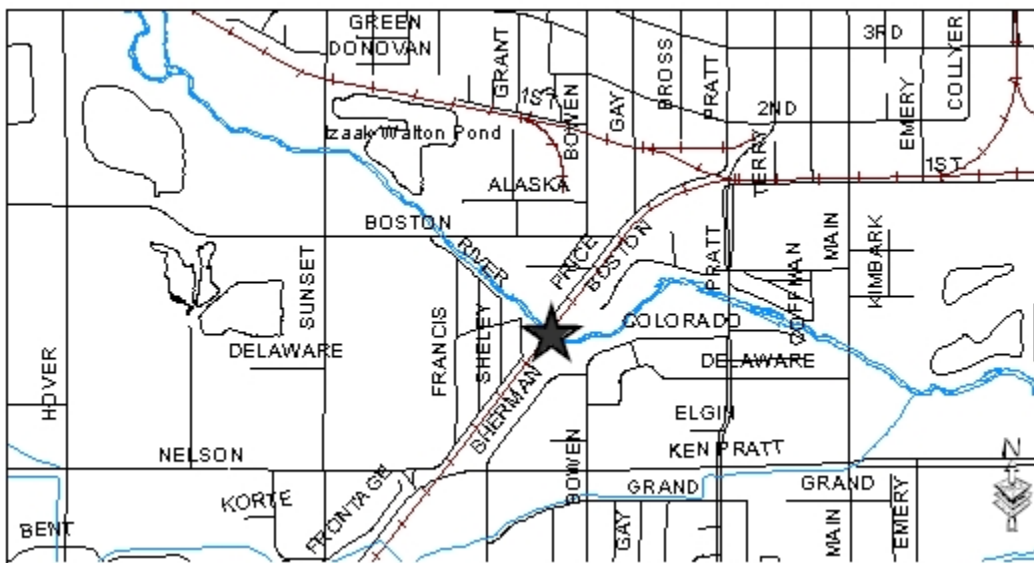 GREEN
DONOVAN
3RD
COLLYER
GRANT
BROSS
PRATT
1ST
BOWEN
GAY
2ND
EMERY
Izaak Walton Pond
TERRY
1ST
ALASKA
BOSTON
RIVER
PRICE
BOSTON
PRATT
COFFMAN
MAIN
KIMBARK
SUNSET
COLORADO
DELAWARE
FRANCIS
SHELEY
DELAWARE
HOVER
SHERMAN
ELGIN
NELSON
BOWEN
KEN PRATT
N
KORTE
FRONTAGE
GRAND
GRAND
BENT
GAY
MAIN
EMERY